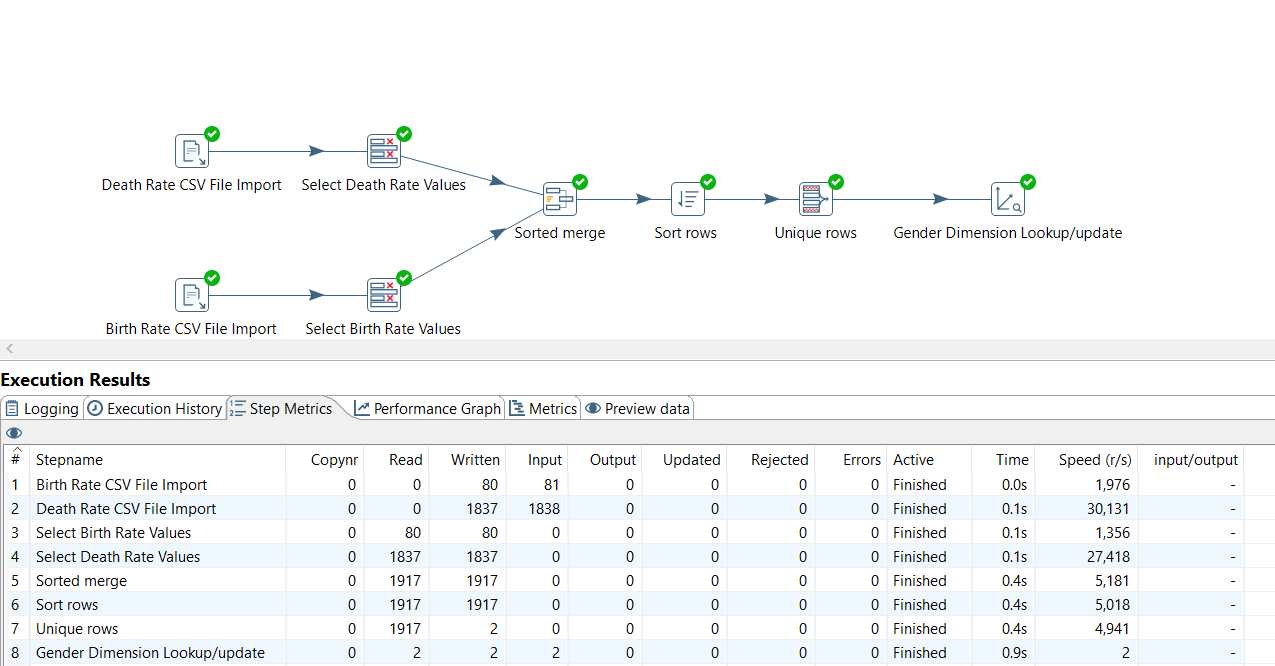 Death Rate CSV File Import
Select Death Rate Values
Sorted merge
Sort rows
Unique rows
Gender Dimension Lookup/update
Birth Rate CSV File Import
Select Birth Rate Values
Execution Results
Logging Execution History Step Metrics Performance Graph Metrics Preview data
# Stepname Copynr Read Written Input Output Updated Rejected Errors Active Time Speed (r/s) input/output
1 Birth Rate CSV File Import 0 0 80 81 0 0 0 0 Finished 0.0s 1,976 -
2 Death Rate CSV File Import 0 0 1837 1838 0 0 0 0 Finished 0.1s 30,131 -
3 Select Birth Rate Values 0 80 80 0 0 0 0 0 Finished 0.1s 1,356 -
4 Select Death Rate Values 0 1837 1837 0 0 0 0 0 Finished 0.1s 27,418 -
5 Sorted merge 0 1917 1917 0 0 0 0 0 Finished 0.4s 5,181 -
6 Sort rows 0 1917 1917 0 0 0 0 0 Finished 0.4s 5,018 -
7 Unique rows 0 1917 2 0 0 0 0 0 Finished 0.4s 4,941 -
8 Gender Dimension Lookup/update 0 2 2 2 0 0 0 0 Finished 0.9s 2 -